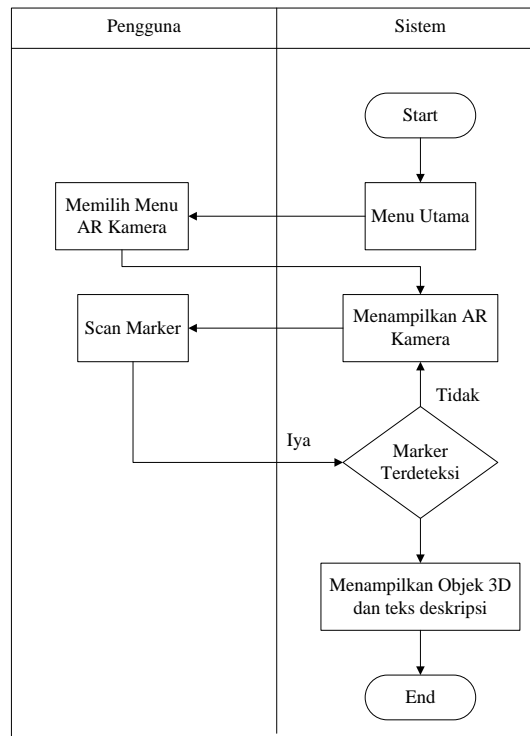 Pengguna
Sistem
Start
Memilih Menu
AR Kamera
Menu Utama
Scan Marker
Menampilkan AR
Kamera
Tidak
Iya
Marker
Terdeteksi
Menampilkan Objek 3D
dan teks deskripsi
End